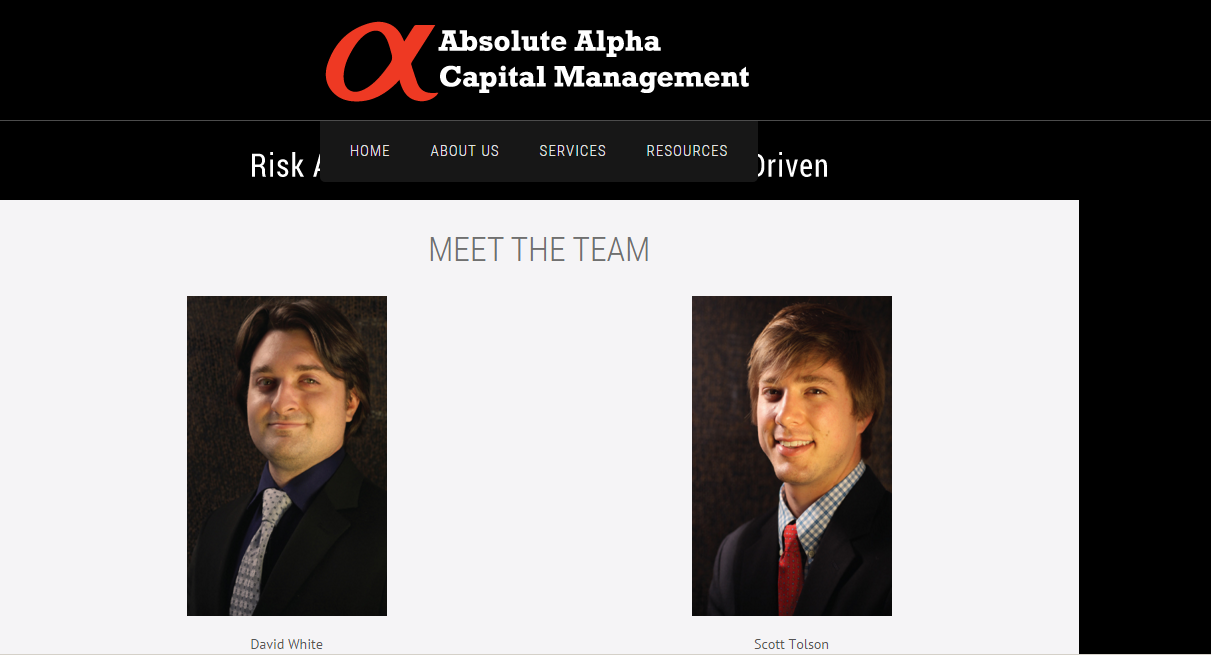 α Absolute Alpha
Capital Management
HOME ABOUT US SERVICES RESOURCES
Risk Driven
MEET THE TEAM
David White
Scott Tolson